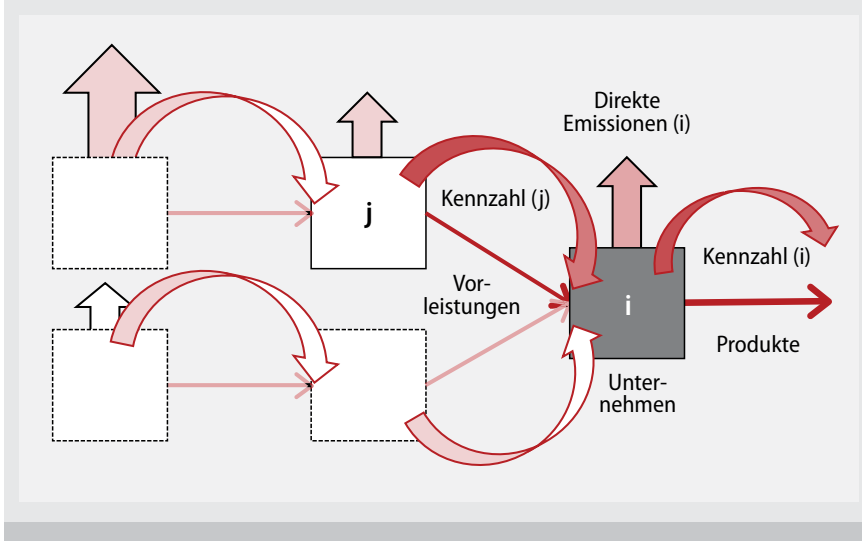 Direkte
Emissionen (i)
j
Kennzahl (j)
Kennzahl (i)
Vor-
leistungen
i
Produkte
Unter-
nehmen